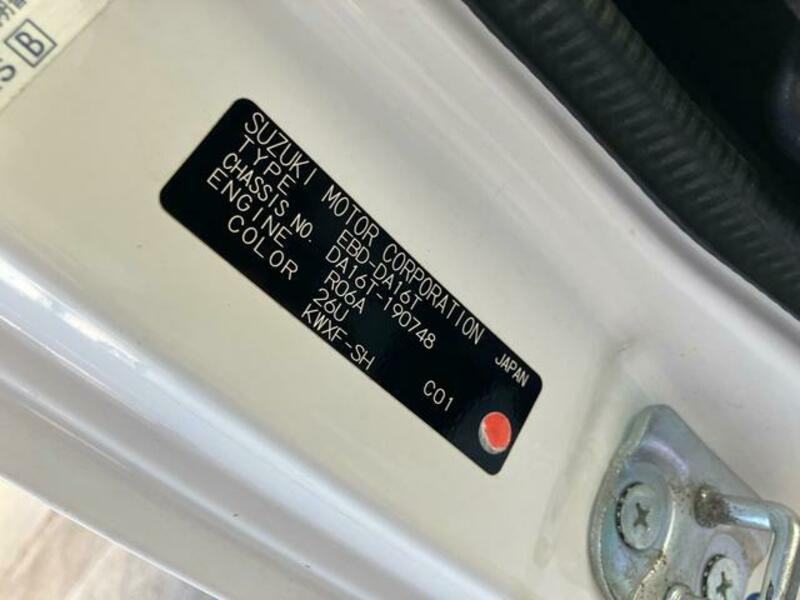 S B
SUZUKI MOTOR CORPORATION JAPAN
TYPE EBD-DA16T
CHASSIS NO. DA16T-190748
ENGINE R06A
COLOR 26U
KWXF-SH C01